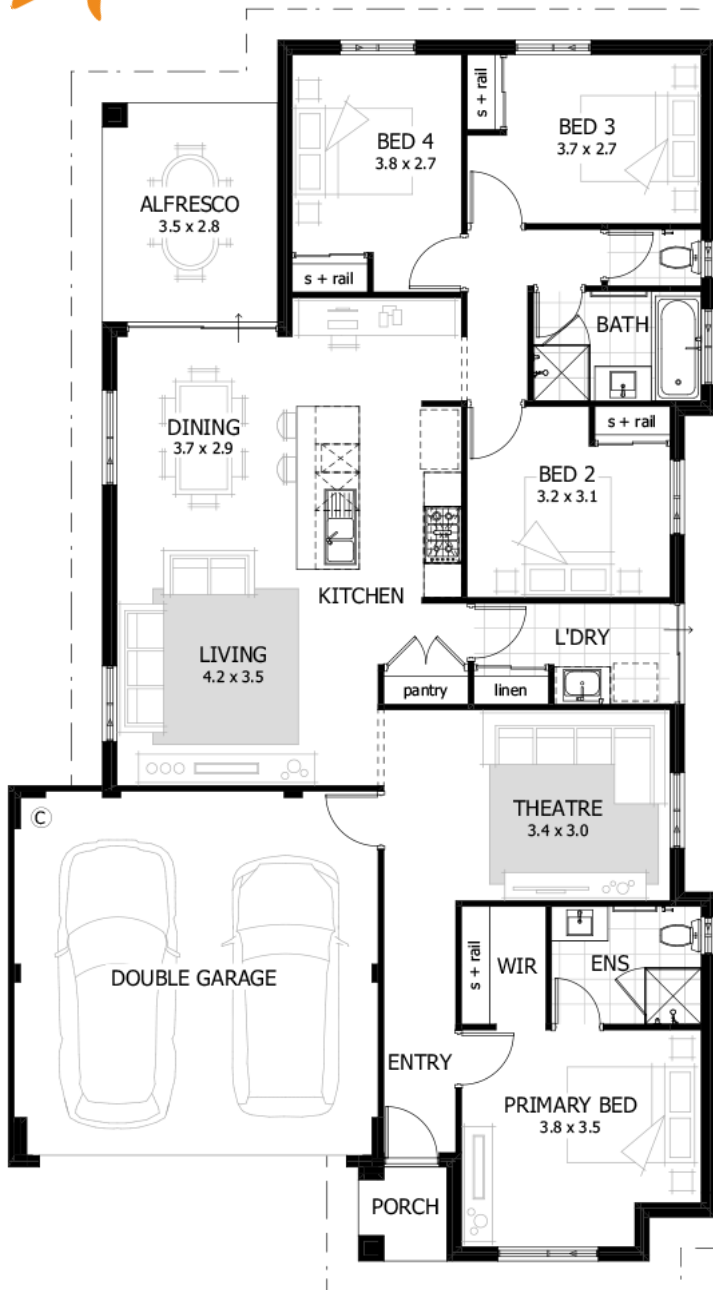 BED 4
3.8 x 2.7
s + rail
BED 3
3.7 x 2.7
ALFRESCO
3.5 x 2.8
s + rail
BATH
DINING
3.7 x 2.9
s + rail
BED 2
3.2 x 3.1
KITCHEN
L'DRY
LIVING
4.2 x 3.5
pantry
linen
THEATRE
3.4 x 3.0
C
DOUBLE GARAGE
s + rail
WIR
ENS
ENTRY
PRIMARY BED
3.8 x 3.5
PORCH